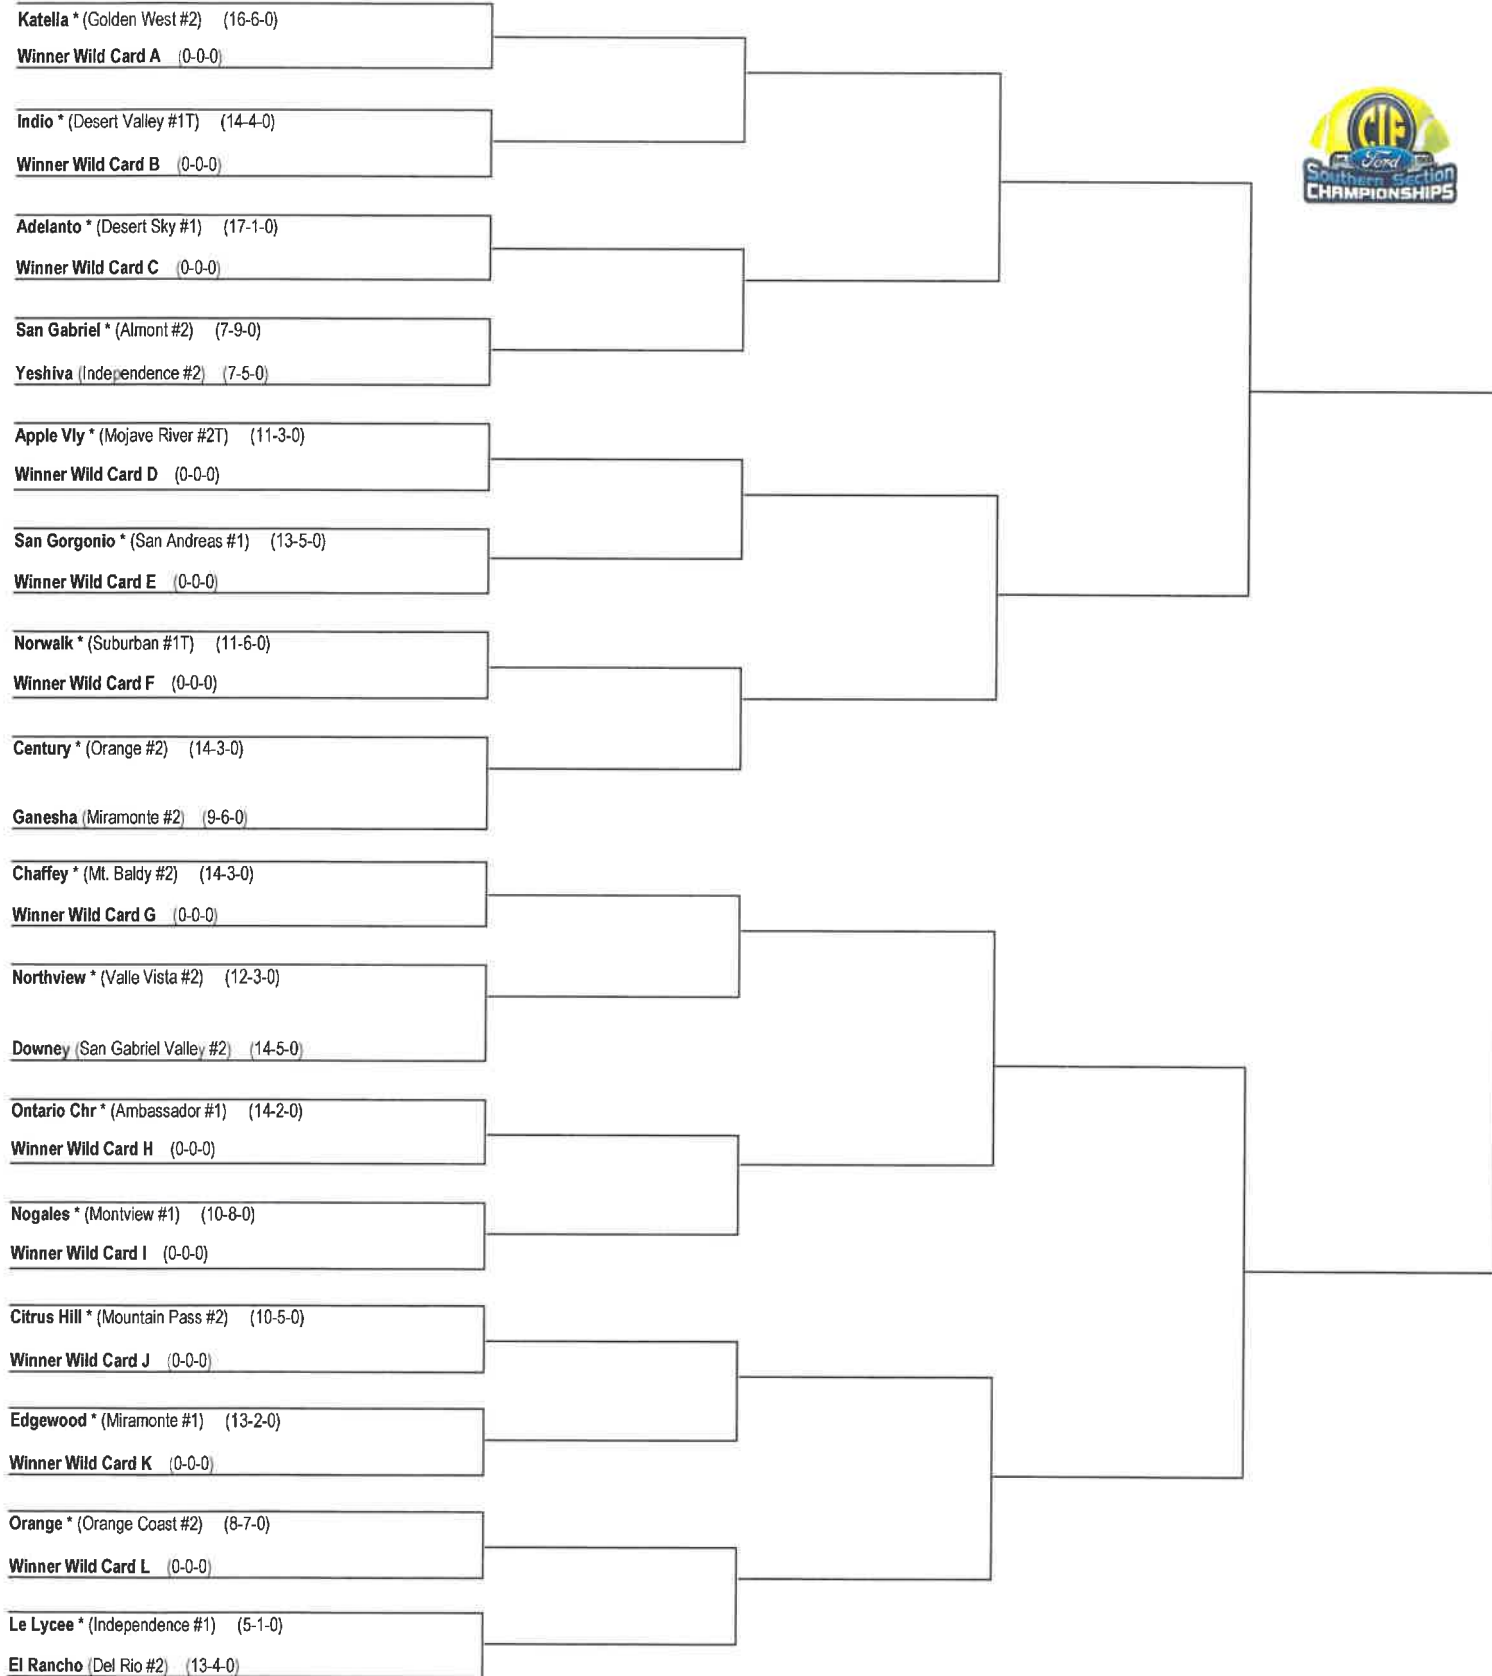 Katella * (Golden West #2) (16-6-0)
Winner Wild Card A (0-0-0)
Indio * (Desert Valley #1T) (14-4-0)
Winner Wild Card B (0-0-0)
CIF
Ford
Southern Section
CHAMPIONSHIPS
Adelanto * (Desert Sky #1) (17-1-0)
Winner Wild Card C (0-0-0)
San Gabriel * (Almont #2) (7-9-0)
Yeshiva (Independence #2) (7-5-0)
Apple Vly * (Mojave River #2T) (11-3-0)
Winner Wild Card D (0-0-0)
San Gorgonio * (San Andreas #1) (13-5-0)
Winner Wild Card E (0-0-0)
Norwalk * (Suburban #1T) (11-6-0)
Winner Wild Card F (0-0-0)
Century * (Orange #2) (14-3-0)
Ganesha (Miramonte #2) (9-6-0)
Chaffey * (Mt. Baldy #2) (14-3-0)
Winner Wild Card G (0-0-0)
Northview * (Valle Vista #2) (12-3-0)
Downey (San Gabriel Valley #2) (14-5-0)
Ontario Chr * (Ambassador #1) (14-2-0)
Winner Wild Card H (0-0-0)
Nogales * (Montview #1) (10-8-0)
Winner Wild Card I (0-0-0)
Citrus Hill * (Mountain Pass #2) (10-5-0)
Winner Wild Card J (0-0-0)
Edgewood * (Miramonte #1) (13-2-0)
Winner Wild Card K (0-0-0)
Orange * (Orange Coast #2) (8-7-0)
Winner Wild Card L (0-0-0)
Le Lycee * (Independence #1) (5-1-0)
El Rancho (Del Rio #2) (13-4-0)